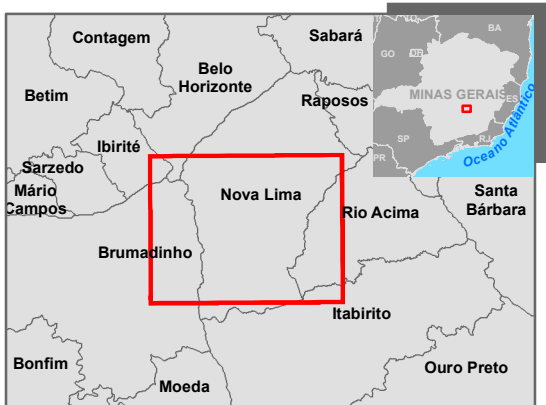 Contagem
Sabará
Belo
Horizonte
Betim
Raposos
Ibirité
Sarzedo
Mário
Campos
Nova Lima
Rio Acima
Santa
Bárbara
Brumadinho
Itabirito
Bonfim
Moeda
Ouro Preto
GO
DF
BA
MINAS GERAIS
ES
SP
RJ
PR
Oceano Atlântico